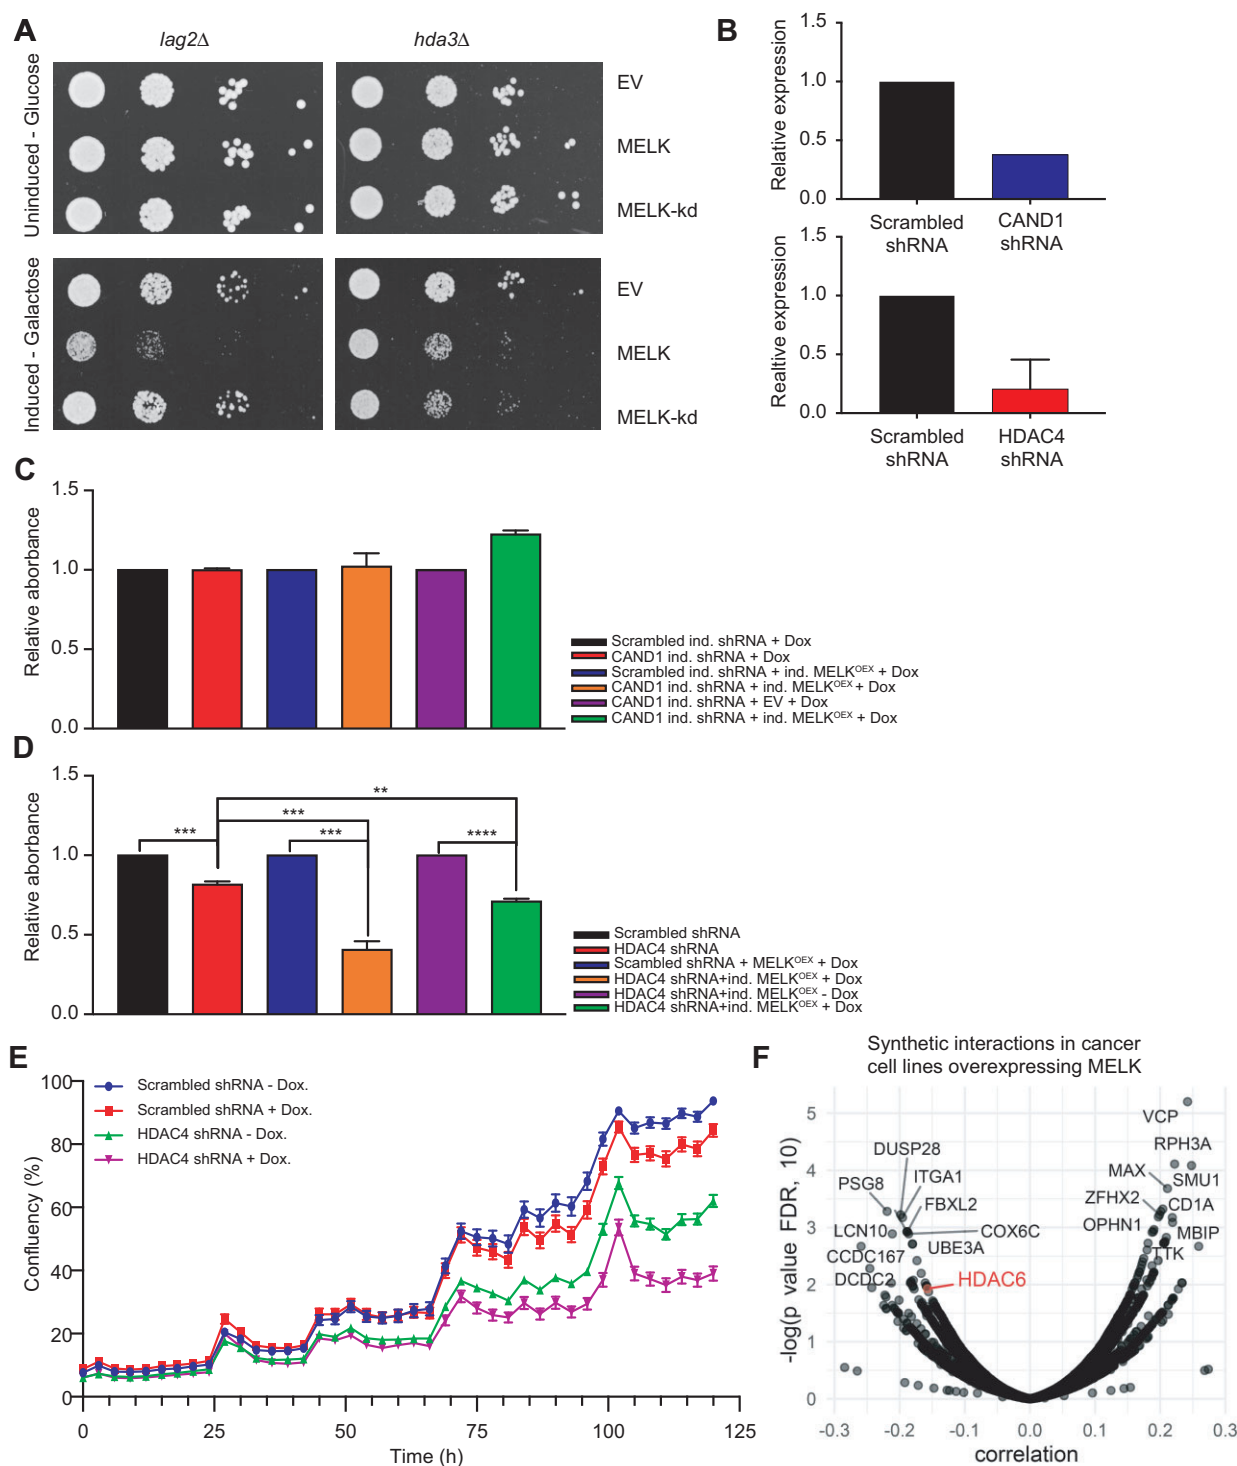 A
lag2Δ
hda3Δ
Uninduced - Glucose
EV
MELK
MELK-kd
Induced - Galactose
EV
MELK
MELK-kd
B
Relative expression
1.5
1.0
0.5
0.0
Scrambled
shRNA
CAND1
shRNA
Realtive expression
1.5
1.0
0.5
0.0
Scrambled
shRNA
HDAC4
shRNA
C
Relative aborbance
1.5
1.0
0.5
0.0
Scrambled ind. shRNA + Dox
CAND1 ind. shRNA + Dox
Scrambled ind. shRNA + ind. MELKOEX + Dox
CAND1 ind. shRNA + ind. MELKOEX + Dox
CAND1 ind. shRNA + EV + Dox
CAND1 ind. shRNA + ind. MELKOEX + Dox
D
Relative absorbance
1.5
1.0
0.5
0.0
**
***
***
***
****
Scrambled shRNA
HDAC4 shRNA
Scambled shRNA + MELKOEX + Dox
HDAC4 shRNA+ind. MELKOEX + Dox
HDAC4 shRNA+ind. MELKOEX - Dox
HDAC4 shRNA+ind. MELKOEX + Dox
E
Confluency (%)
100
80
60
40
20
0
Scrambled shRNA - Dox.
Scrambled shRNA + Dox.
HDAC4 shRNA - Dox.
HDAC4 shRNA + Dox.
0
25
50
75
100
125
Time (h)
F
Synthetic interactions in cancer
cell lines overexpressing MELK
-log(p value FDR, 10)
5
4
3
2
1
0
VCP
RPH3A
DUSP28
MAX
SMU1
ITGA1
PSG8
ZFHX2
CD1A
FBXL2
OPHN1
LCN10
COX6C
MBIP
UBE3A
TTK
CCDC167
DCDC2
HDAC6
-0.3
-0.2
-0.1
0.0
0.1
0.2
0.3
correlation